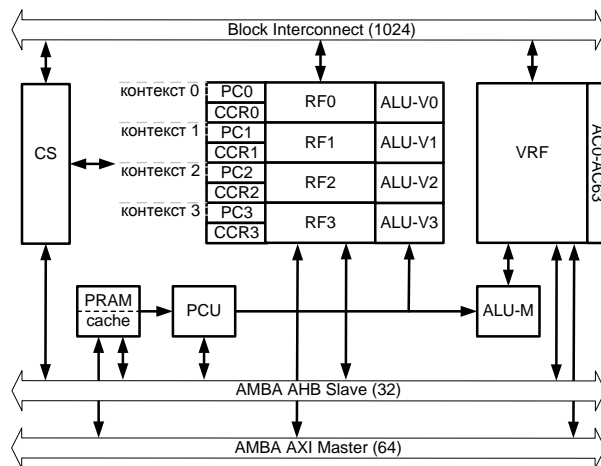 Block Interconnect (1024)
контекст 0
PC0
CCR0
RF0
ALU-V0
контекст 1
PC1
CCR1
RF1
ALU-V1
контекст 2
PC2
CCR2
RF2
ALU-V2
контекст 3
PC3
CCR3
RF3
ALU-V3
CS
VRF
AC0-AC63
PRAM
cache
PCU
ALU-M
AMBA AHB Slave (32)
AMBA AXI Master (64)